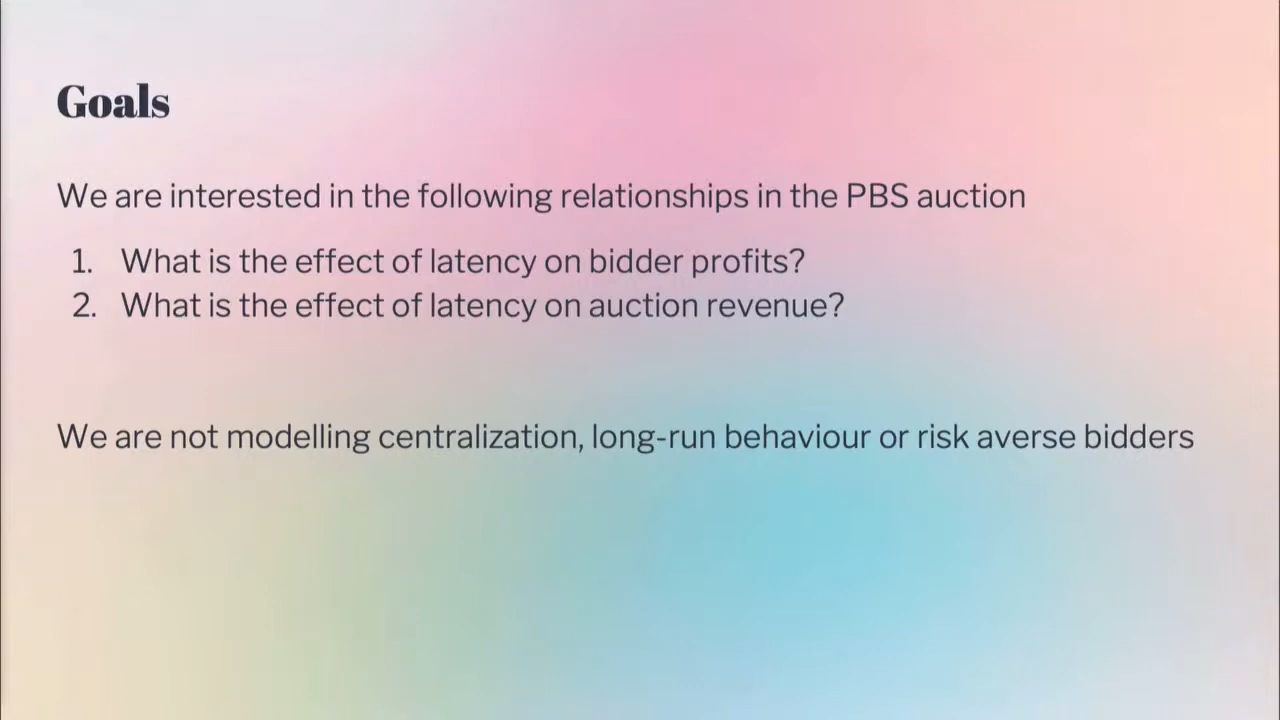 Goals
We are interested in the following relationships in the PBS auction
1. What is the effect of latency on bidder profits?
2. What is the effect of latency on auction revenue?
We are not modelling centralization, long-run behaviour or risk averse bidders